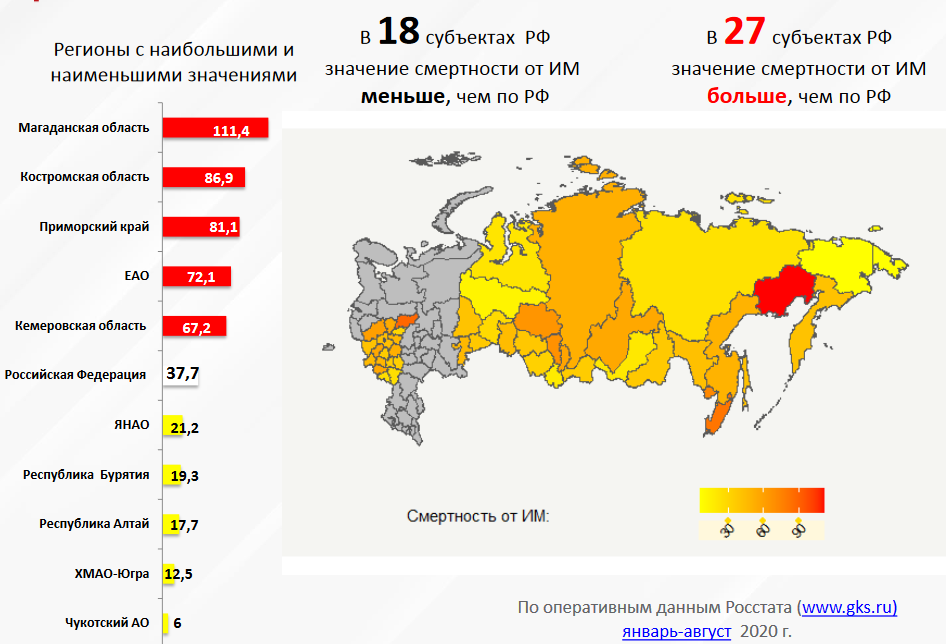 Регионы с наибольшими и
наименьшими значениями
В 18 субъектах РФ
значение смертности от ИМ
меньше, чем по РФ
В 27 субъектах РФ
значение смертности от ИМ
больше, чем по РФ
Магаданская область 111,4
Костромская область 86,9
Приморский край 81,1
ЕАО 72,1
Кемеровская область 67,2
Российская Федерация 37,7
ЯНАО 21,2
Республика Бурятия 19,3
Республика Алтай 17,7
ХМАО-Югра 12,5
Чукотский АО 6
Смертность от ИМ:
30 60 90
По оперативным данным Росстата (www.gks.ru)
январь-август 2020 г.